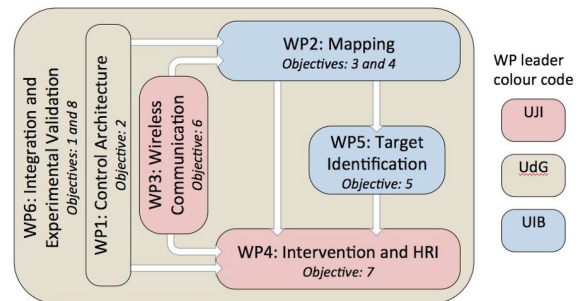 WP6: Integration and
Experimental Validation
Objectives: 1 and 8
WP1: Control Architecture
Objective: 2
WP3: Wireless
Communication
Objective: 6
WP2: Mapping
Objectives: 3 and 4
WP5: Target
Identification
Objective: 5
WP4: Intervention and HRI
Objective: 7
WP leader
colour code
UJI
UdG
UIB